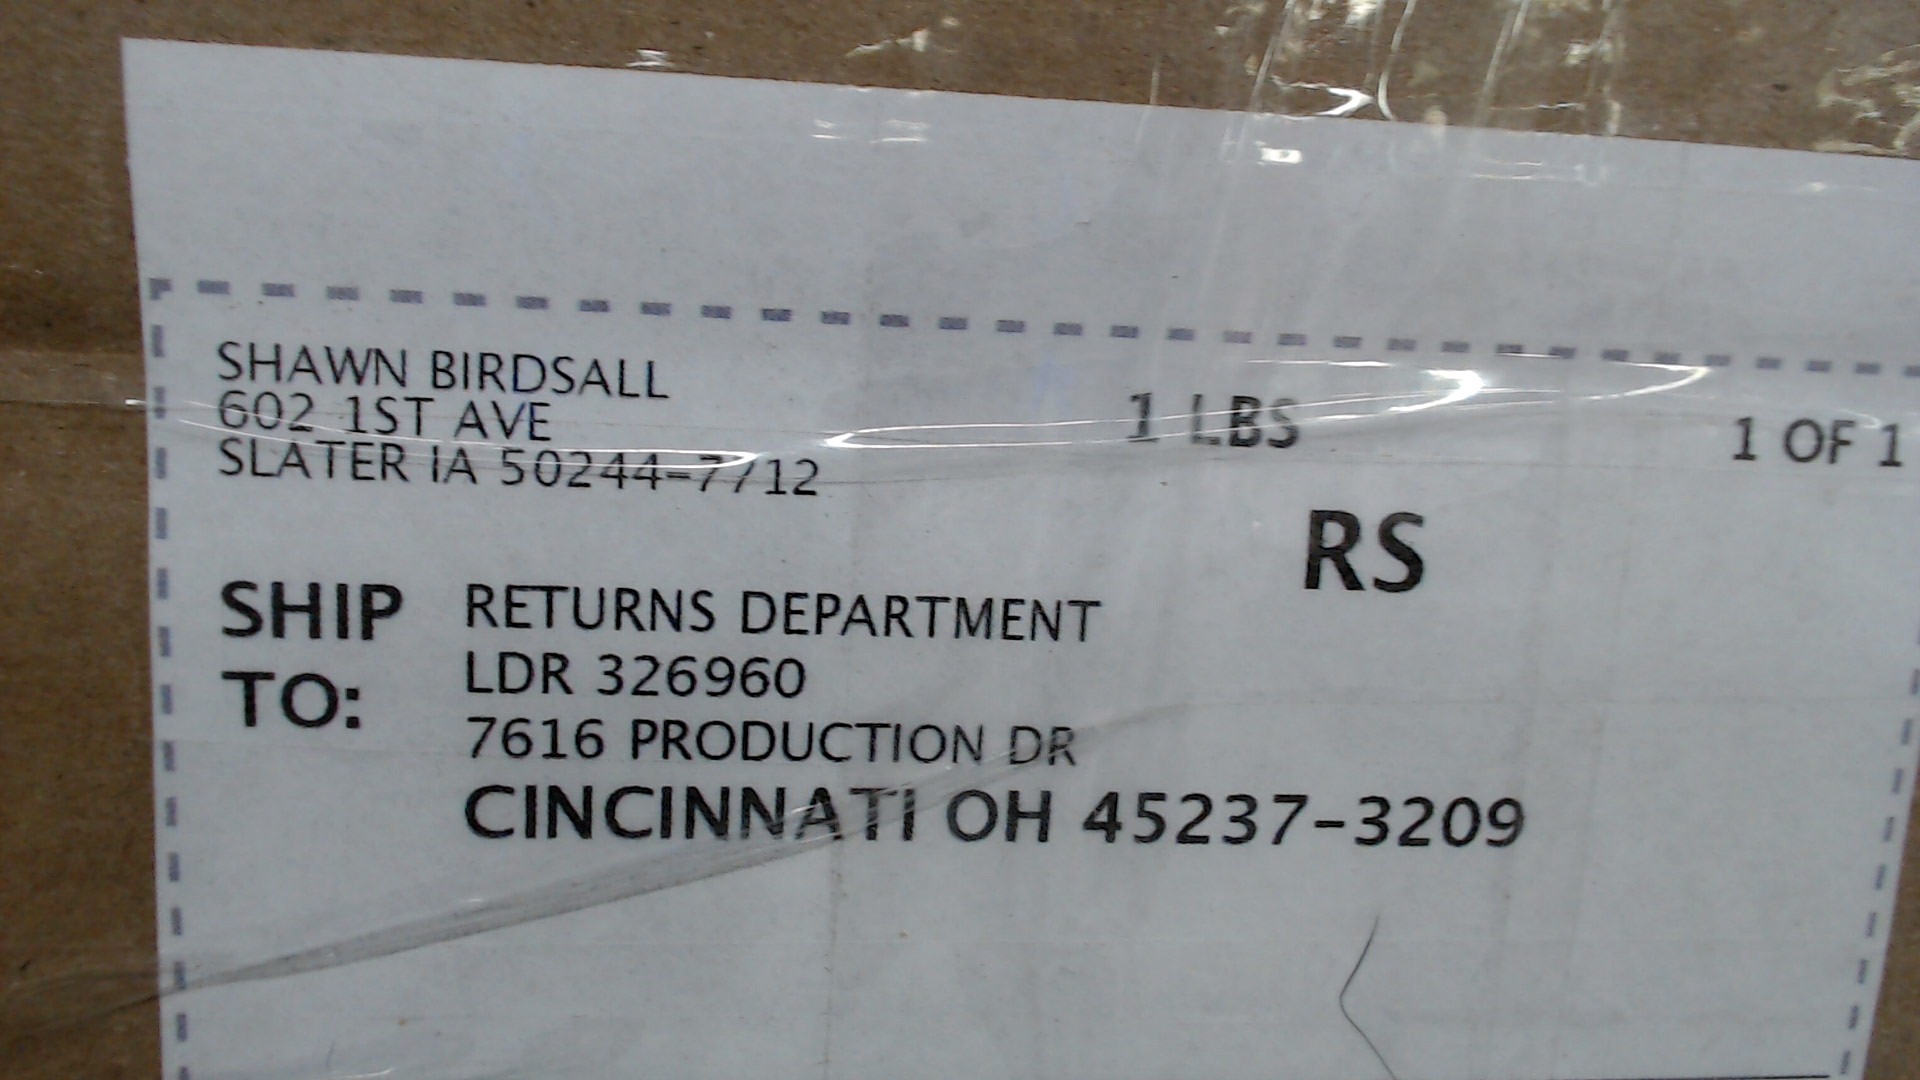 SHAWN BIRDSALL
602 1ST AVE
SLATER IA 50244-7712
1 LBS
1 OF 1
RS
SHIP TO:
RETURNS DEPARTMENT
LDR 326960
7616 PRODUCTION DR
CINCINNATI OH 45237-3209